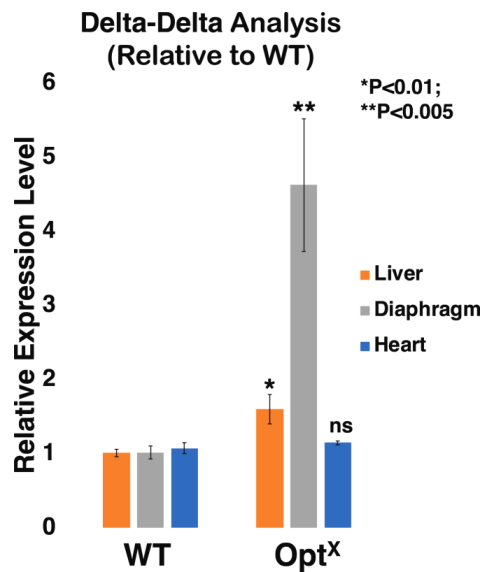 Delta-Delta Analysis
(Relative to WT)
*P<0.01;
**P<0.005
Relative Expression Level
6
5
4
3
2
1
0
**
*
ns
Liver
Diaphragm
Heart
WT
Optˣ